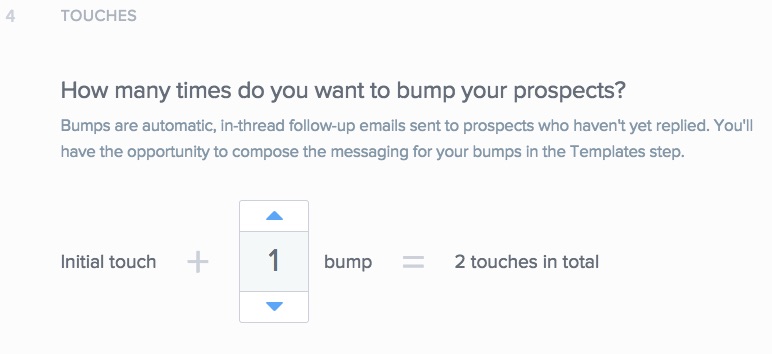 4 TOUCHES
How many times do you want to bump your prospects?
Bumps are automatic, in-thread follow-up emails sent to prospects who haven't yet replied. You'll
have the opportunity to compose the messaging for your bumps in the Templates step.
Initial touch + 1 bump = 2 touches in total